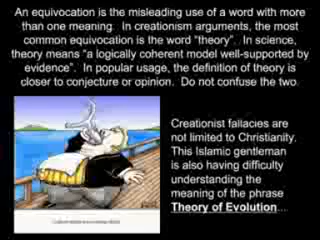 An equivocation is the misleading use of a word with more
than one meaning. In creationism arguments, the most
common equivocation is the word "theory". In science,
theory means "a logically coherent model well-supported by
evidence". In popular usage, the definition of theory is
closer to conjecture or opinion. Do not confuse the two.
Creationist fallacies are
not limited to Christianity.
This Islamic gentleman
is also having difficulty
understanding the
meaning of the phrase
Theory of Evolution...